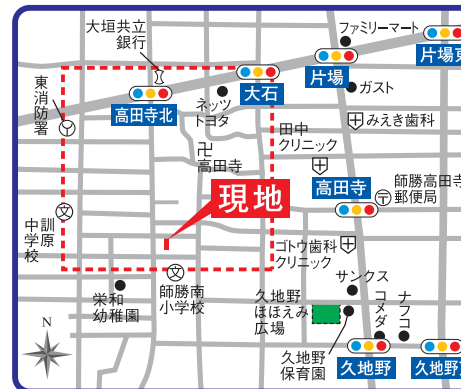 ファミリーマート
大垣共立
銀行
片場東
片場
東消防署
大石
ガスト
高田寺北
ネッツ
トヨタ
みえき歯科
田中
クリニック
卍
高田寺
高田寺
師勝高田寺
郵便局
〒
現地
文
訓原
中学校
ゴトウ歯科
クリニック
文
師勝南
小学校
サンクス
栄和
幼稚園
久地野
ほほえみ
広場
コメダ
ナフコ
N
久地野
保育園
久地野
久地野